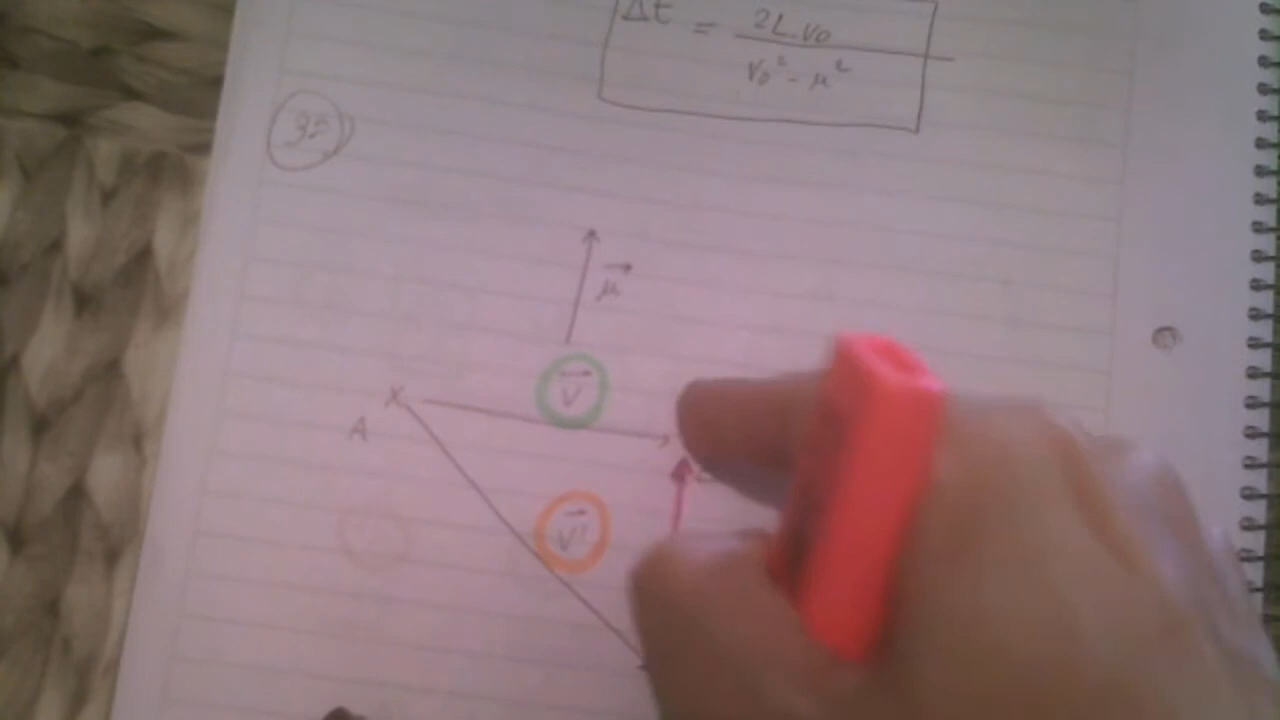 Δt = 2L.v₀
v₀² - μ²
35
μ⃗
v⃗
A
v⃗'